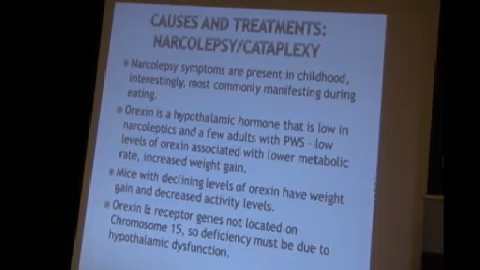 CAUSES AND TREATMENTS:
NARCOLEPSY/CATAPLEXY
Narcolepsy symptoms are present in childhood,
interestingly, most commonly manifesting during
eating.
Orexin is a hypothalamic hormone that is low in
narcoleptics and a few adults with PWS - low
levels of orexin associated with lower metabolic
rate, increased weight gain.
Mice with declining levels of orexin have weight
gain and decreased activity levels.
Orexin & receptor genes not located on
Chromosome 15, so deficiency must be due to
hypothalamic dysfunction.